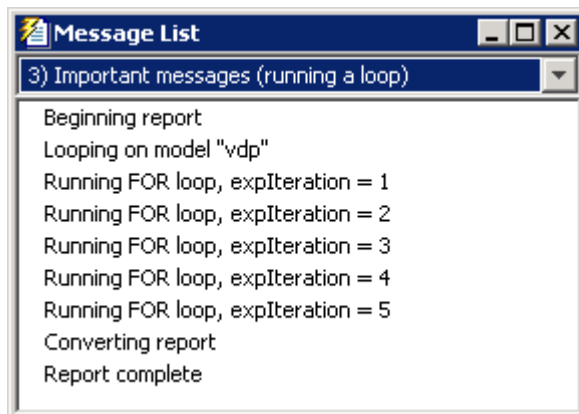 Message List
3) Important messages (running a loop)
Beginning report
Looping on model "vdp"
Running FOR loop, expIteration = 1
Running FOR loop, expIteration = 2
Running FOR loop, expIteration = 3
Running FOR loop, expIteration = 4
Running FOR loop, expIteration = 5
Converting report
Report complete